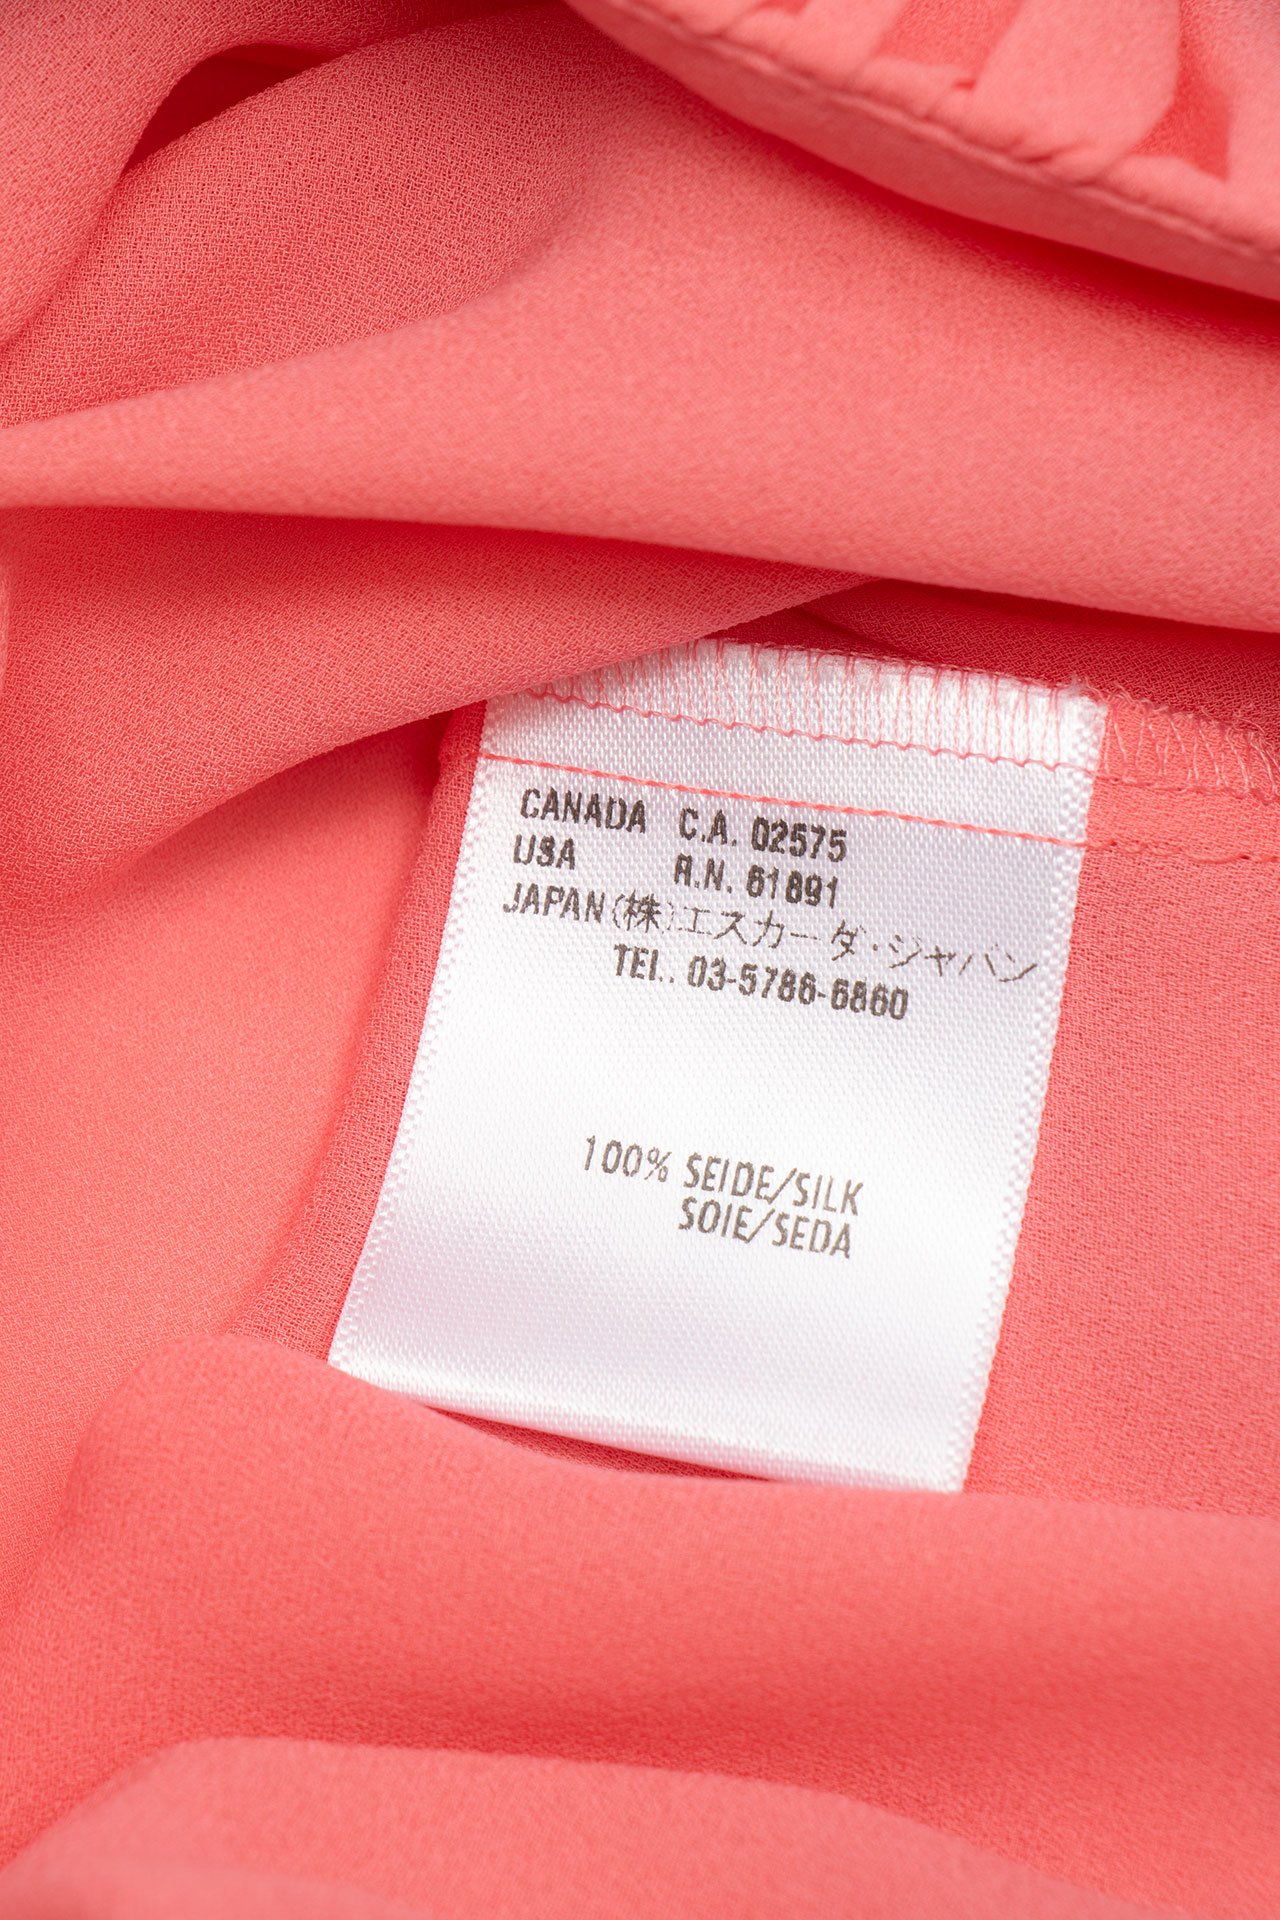 CANADA C.A. 02575
USA R.N. 61891
JAPAN (株)エスカーダ・ジャパン
TEL. 03-5786-6860
100% SEIDE/SILK
SOIE/SEDA